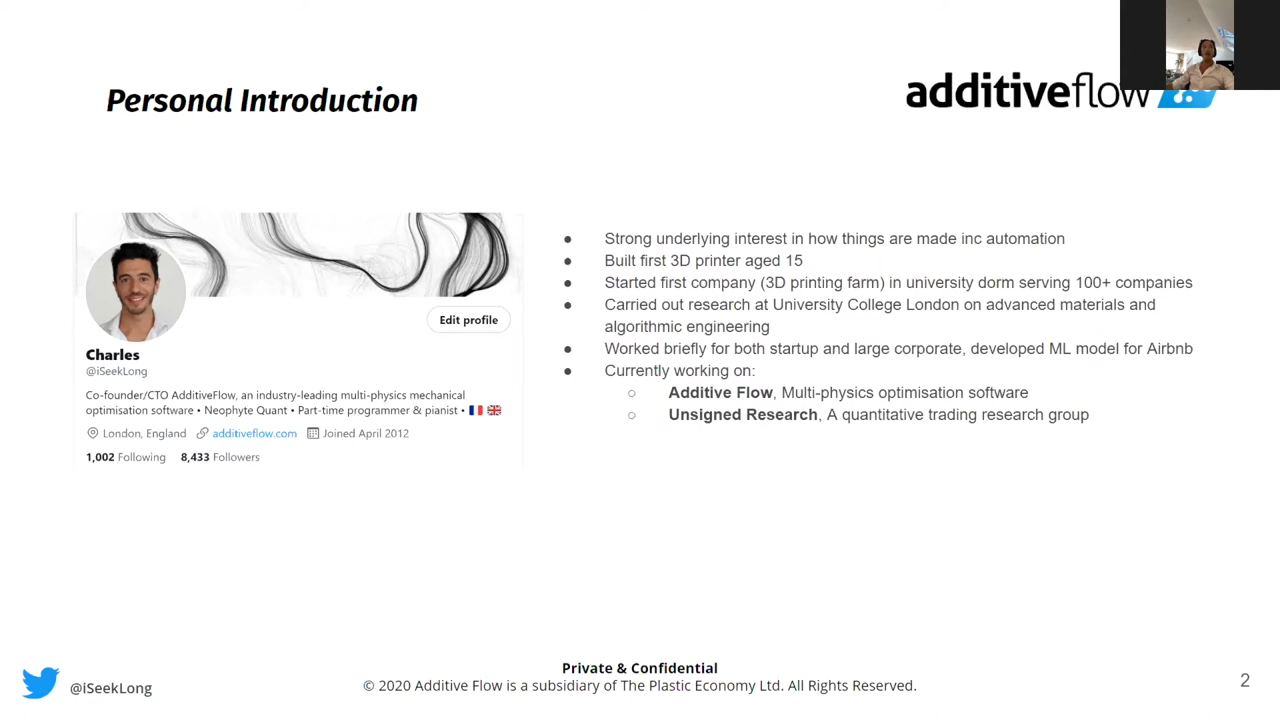 Personal Introduction
additiveflow
Edit profile
Charles
@iSeekLong
Co-founder/CTO AdditiveFlow, an industry-leading multi-physics mechanical
optimisation software • Neophyte Quant • Part-time programmer & pianist •
London, England additiveflow.com Joined April 2012
1,002 Following 8,433 Followers
● Strong underlying interest in how things are made inc automation
● Built first 3D printer aged 15
● Started first company (3D printing farm) in university dorm serving 100+ companies
● Carried out research at University College London on advanced materials and
algorithmic engineering
● Worked briefly for both startup and large corporate, developed ML model for Airbnb
● Currently working on:
○ Additive Flow, Multi-physics optimisation software
○ Unsigned Research, A quantitative trading research group
@iSeekLong
Private & Confidential
© 2020 Additive Flow is a subsidiary of The Plastic Economy Ltd. All Rights Reserved.
2